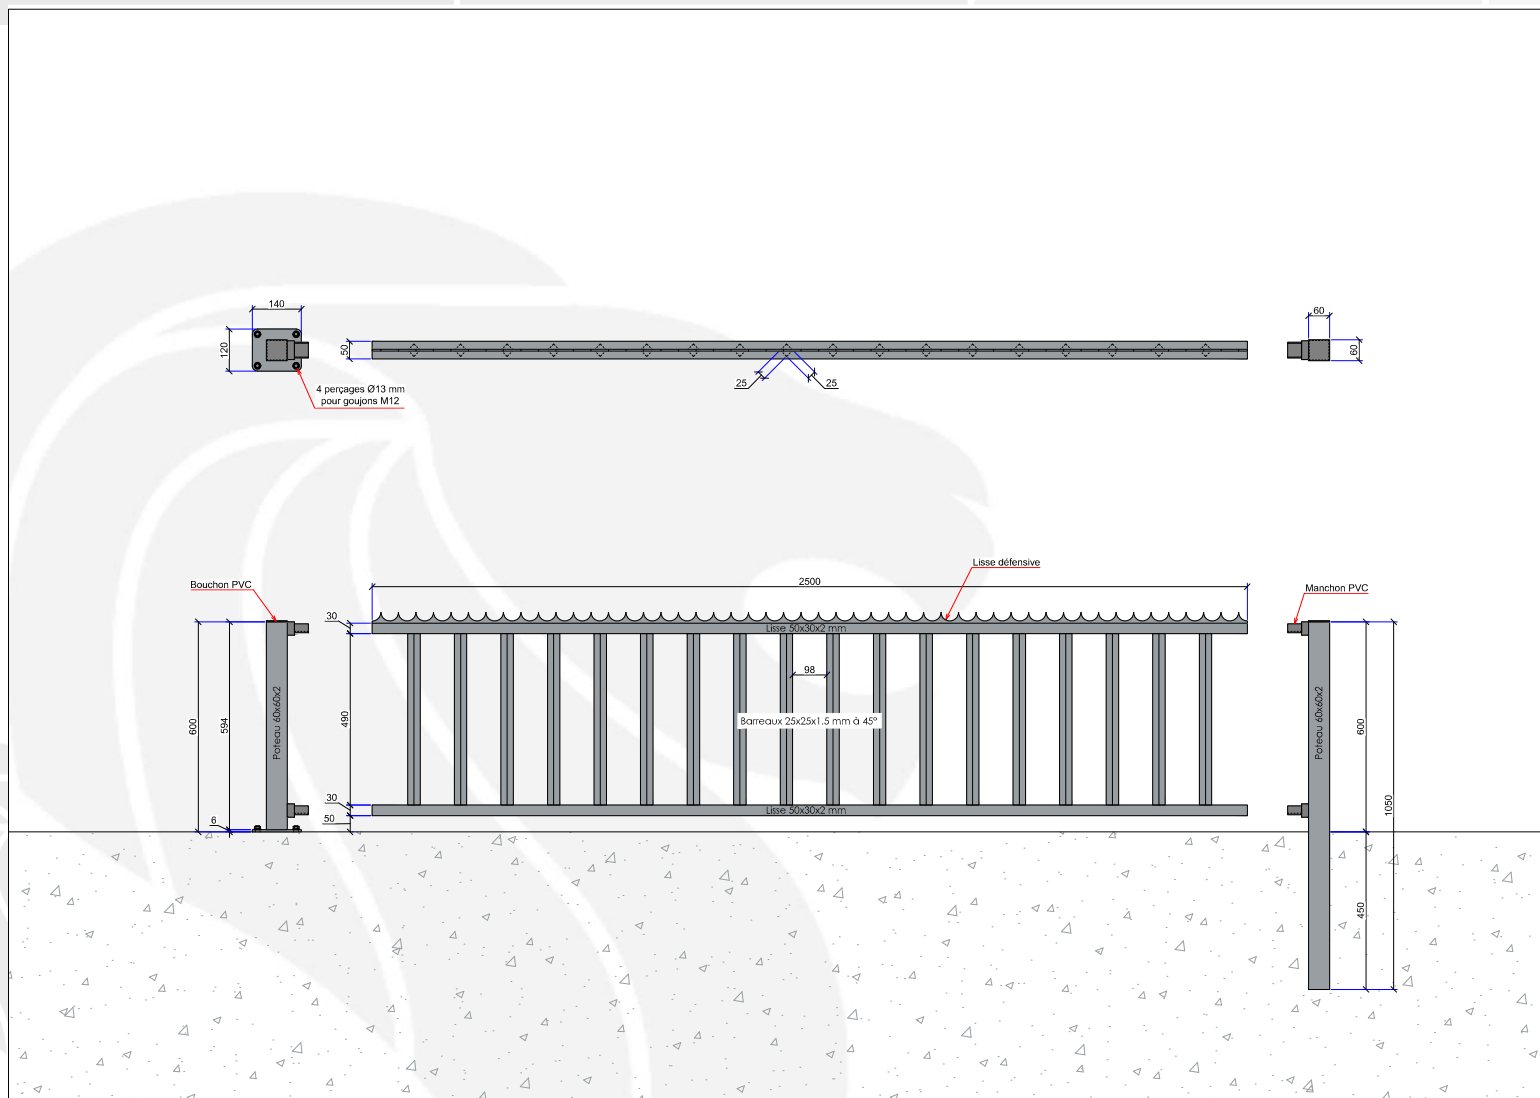 140
120
50
25
25
60
60
4 perçages Ø13 mm
pour goujons M12
Bouchon PVC
2500
Lisse défensive
Manchon PVC
30
Lisse 50x30x2 mm
98
Barreaux 25x25x1.5 mm à 45°
Poteau 60x60x2
600
594
490
6
30
50
Lisse 50x30x2 mm
Poteau 60x60x2
600
1050
450